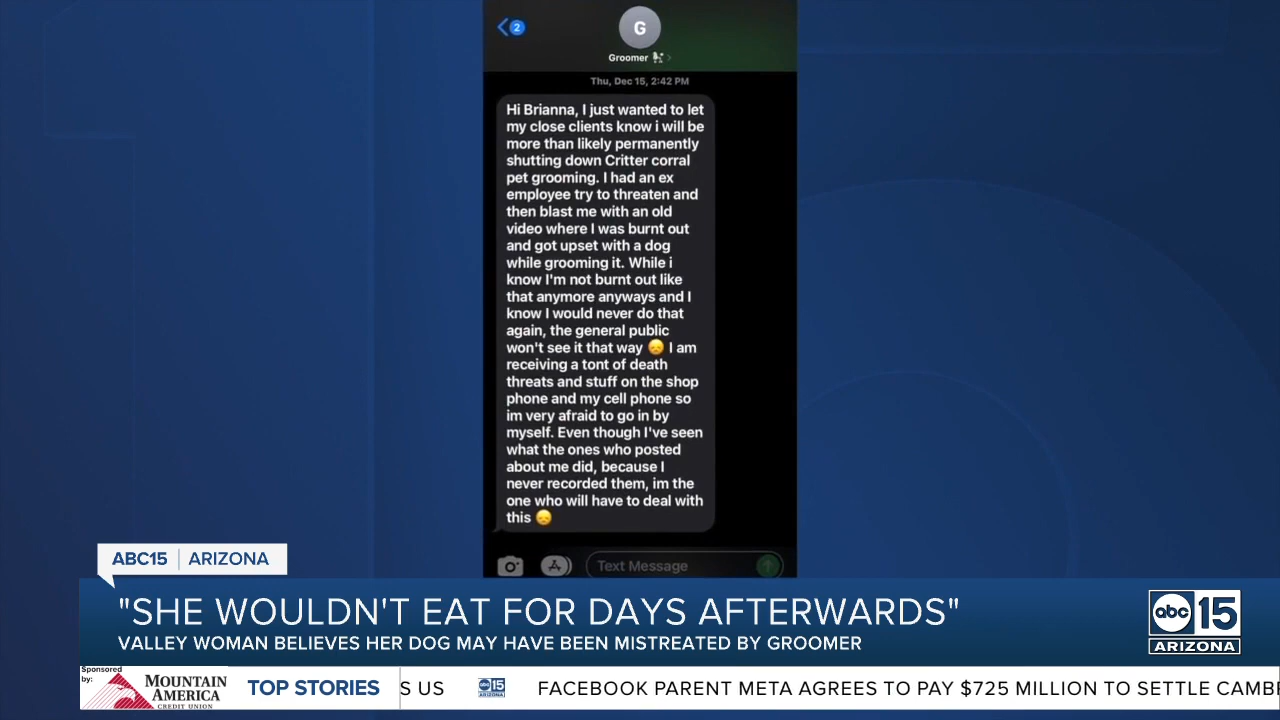 2
G
Groomer
Thu, Dec 15, 2:42 PM
Hi Brianna, I just wanted to let
my close clients know i will be
more than likely permanently
shutting down Critter corral
pet grooming. I had an ex
employee try to threaten and
then blast me with an old
video where I was burnt out
and got upset with a dog
while grooming it. While i
know I'm not burnt out like
that anymore anyways and I
know I would never do that
again, the general public
won't see it that way 😞 I am
receiving a tont of death
threats and stuff on the shop
phone and my cell phone so
im very afraid to go in by
myself. Even though I've seen
what the ones who posted
about me did, because I
never recorded them, im the
one who will have to deal with
this 😞
Text Message
ABC15 | ARIZONA
"SHE WOULDN'T EAT FOR DAYS AFTERWARDS"
VALLEY WOMAN BELIEVES HER DOG MAY HAVE BEEN MISTREATED BY GROOMER
abc 15
ARIZONA
Sponsored
by:
MOUNTAIN
AMERICA
CREDIT UNION
TOP STORIES
S US
abc 15
FACEBOOK PARENT META AGREES TO PAY $725 MILLION TO SETTLE CAMB